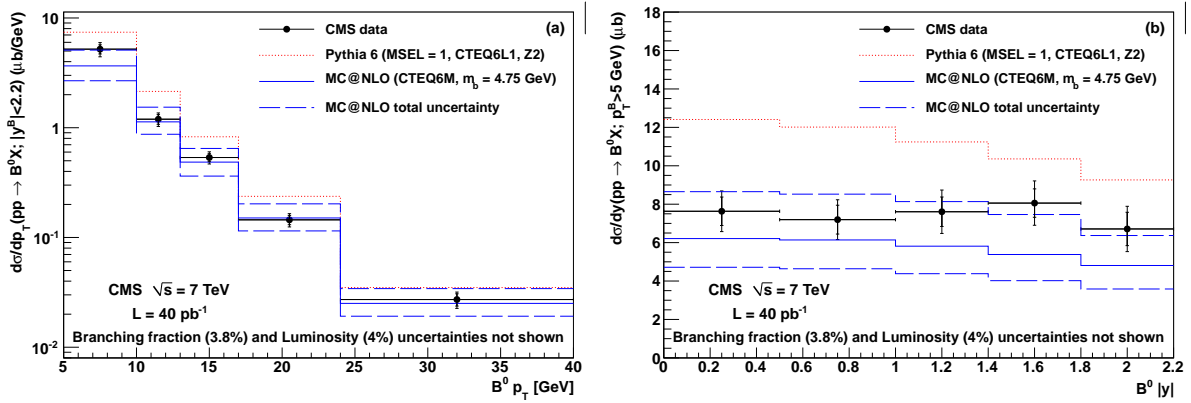 dσ/dp_T(pp → B⁰X; |y^B|<2.2) (μb/GeV)
10
1
10⁻¹
10⁻²
(a)
CMS data
Pythia 6 (MSEL = 1, CTEQ6L1, Z2)
MC@NLO (CTEQ6M, m_b = 4.75 GeV)
MC@NLO total uncertainty
CMS √s = 7 TeV
L = 40 pb⁻¹
Branching fraction (3.8%) and Luminosity (4%) uncertainties not shown
5 10 15 20 25 30 35 40
B⁰ p_T [GeV]
dσ/dy(pp → B⁰X; p_T^B>5 GeV) (μb)
18
16
14
12
10
8
6
4
2
0
(b)
CMS data
Pythia 6 (MSEL = 1, CTEQ6L1, Z2)
MC@NLO (CTEQ6M, m_b = 4.75 GeV)
MC@NLO total uncertainty
CMS √s = 7 TeV
L = 40 pb⁻¹
Branching fraction (3.8%) and Luminosity (4%) uncertainties not shown
0 0.2 0.4 0.6 0.8 1 1.2 1.4 1.6 1.8 2 2.2
B⁰ |y|